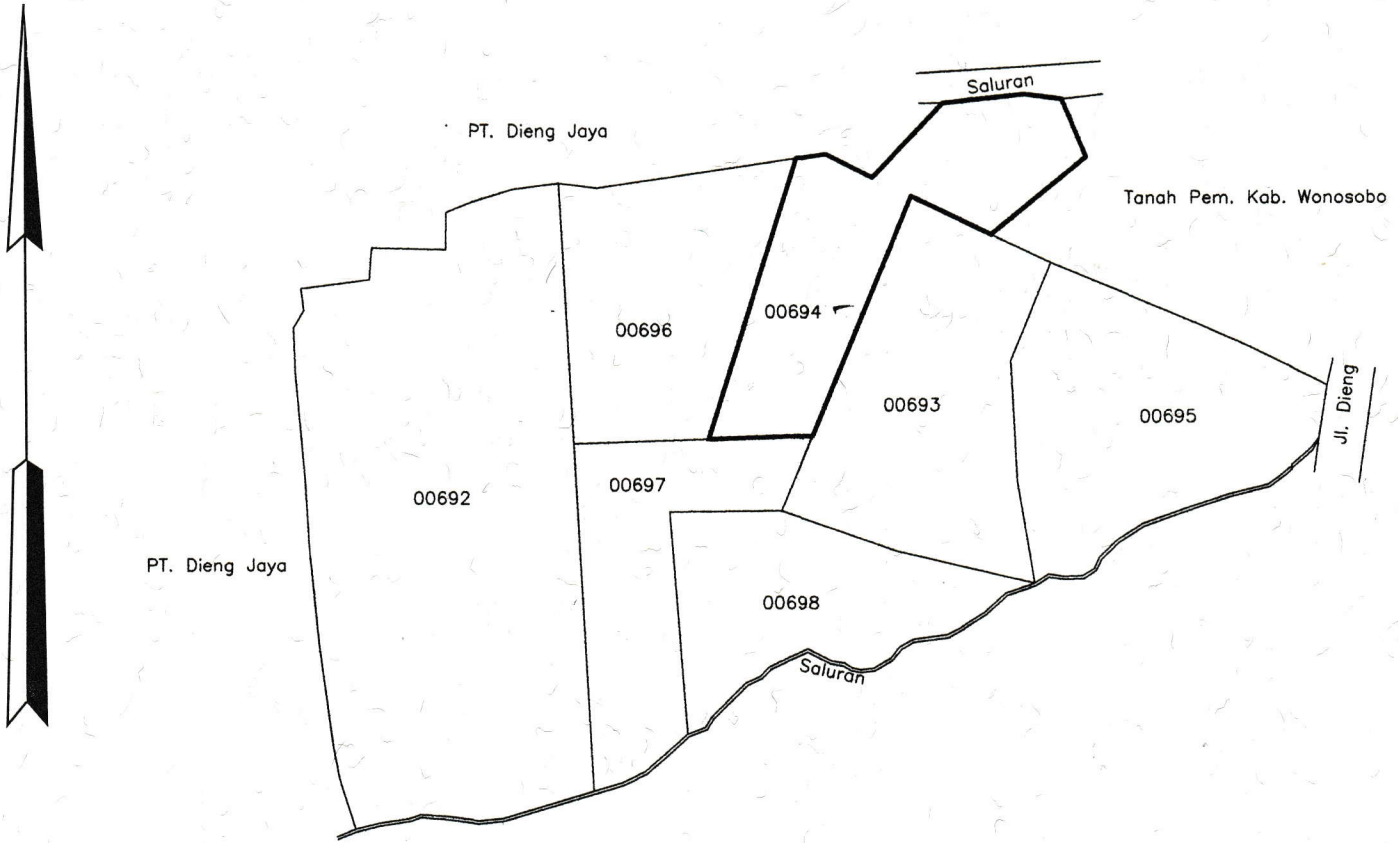 Saluran
PT. Dieng Jaya
Tanah Pem. Kab. Wonosobo
00694
00696
Jl. Dieng
00693
00695
00697
00692
PT. Dieng Jaya
00698
Saluran